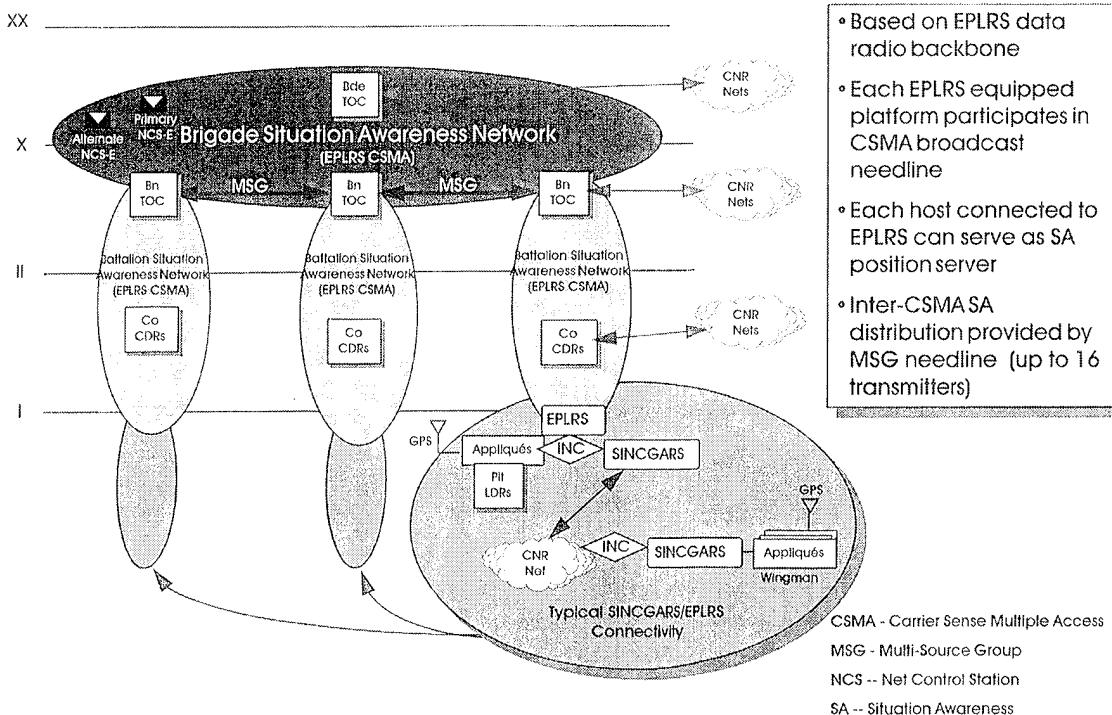 XX
Bde
TOC
CNR
Nets
Primary
NCS-E
Alternate
NCS-E
X
Brigade Situation Awareness Network
(EPLRS CSMA)
Bn
TOC
MSG
Bn
TOC
MSG
Bn
TOC
CNR
Nets
Battalion Situation
Awareness Network
(EPLRS CSMA)
Battalion Situation
Awareness Network
(EPLRS CSMA)
Battalion Situation
Awareness Network
(EPLRS CSMA)
II
Co
CDRs
Co
CDRs
Co
CDRs
CNR
Nets
I
EPLRS
GPS
Appliqués
INC
SINCGARS
Plt
LDRs
GPS
CNR
Net
INC
SINCGARS
Appliqués
Wingman
Typical SINCGARS/EPLRS
Connectivity
• Based on EPLRS data
radio backbone
• Each EPLRS equipped
platform participates in
CSMA broadcast
needline
• Each host connected to
EPLRS can serve as SA
position server
• Inter-CSMA SA
distribution provided by
MSG needline (up to 16
transmitters)
CSMA - Carrier Sense Multiple Access
MSG - Multi-Source Group
NCS -- Net Control Station
SA -- Situation Awareness